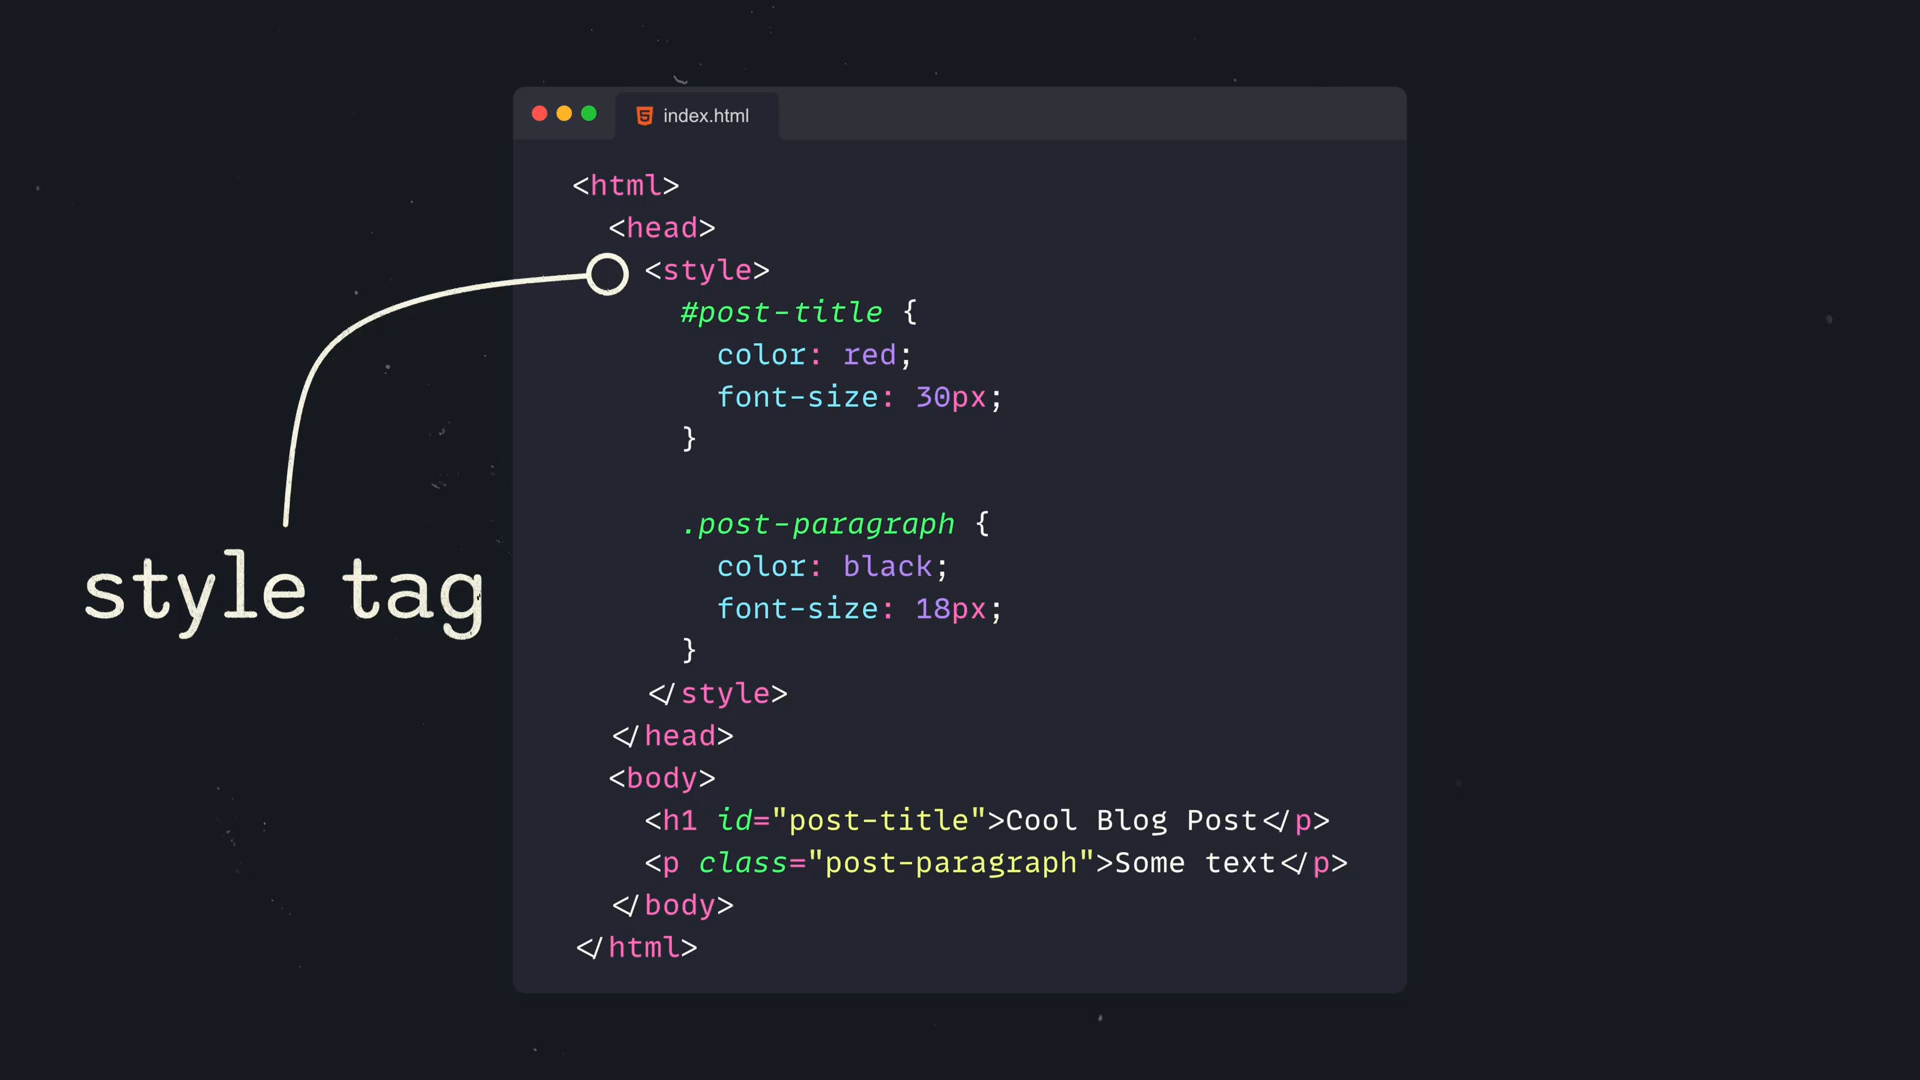 index.html
<html>
<head>
<style>
#post-title {
color: red;
font-size: 30px;
}
.post-paragraph {
color: black;
font-size: 18px;
}
</style>
</head>
<body>
<h1 id="post-title">Cool Blog Post</p>
<p class="post-paragraph">Some text</p>
</body>
</html>
style tag